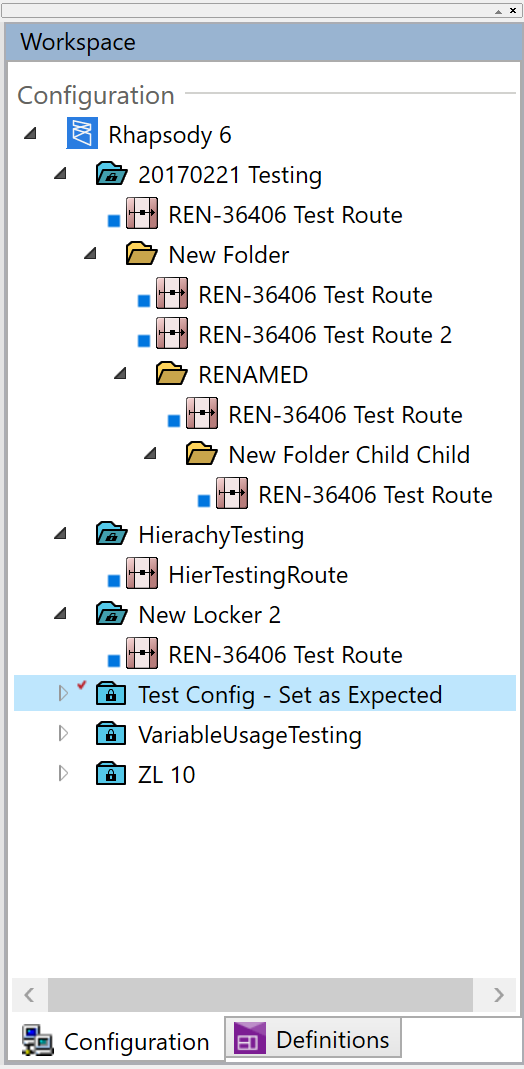 Workspace
Configuration
Rhapsody 6
20170221 Testing
REN-36406 Test Route
New Folder
REN-36406 Test Route
REN-36406 Test Route 2
RENAMED
REN-36406 Test Route
New Folder Child Child
REN-36406 Test Route
HierachyTesting
HierTestingRoute
New Locker 2
REN-36406 Test Route
Test Config - Set as Expected
VariableUsageTesting
ZL 10
Configuration
Definitions